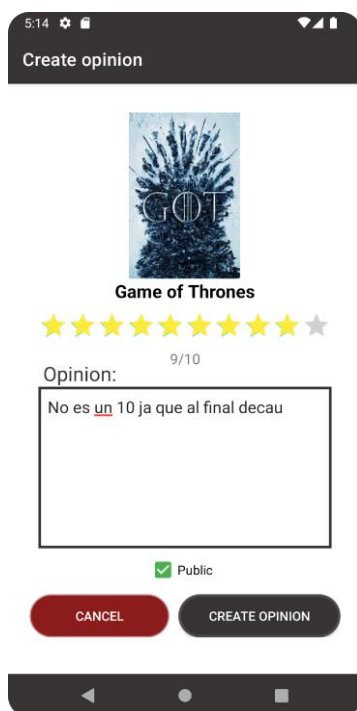 5:14
Create opinion
GOT
Game of Thrones
9/10
Opinion:
No es un 10 ja que al final decau
Public
CANCEL
CREATE OPINION